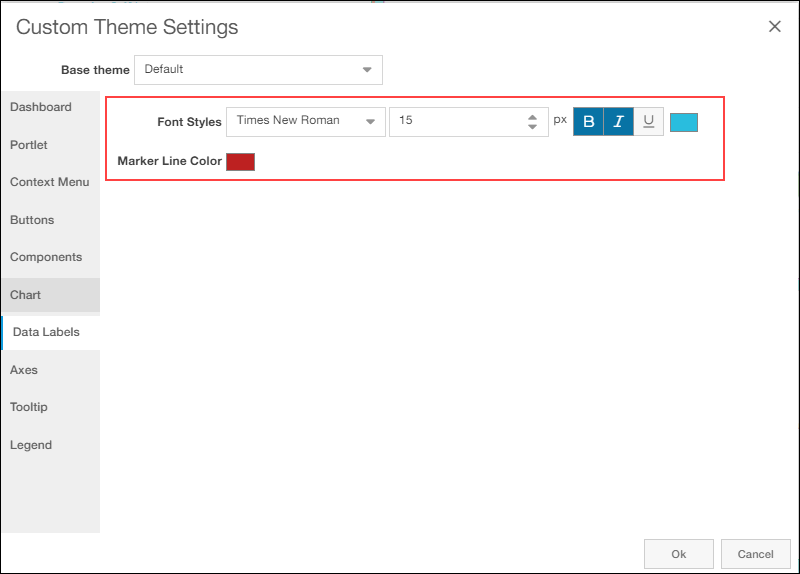 Custom Theme Settings
Base theme Default
Dashboard
Font Styles Times New Roman 15 px B I U
Portlet
Marker Line Color
Context Menu
Buttons
Components
Chart
Data Labels
Axes
Tooltip
Legend
Ok Cancel